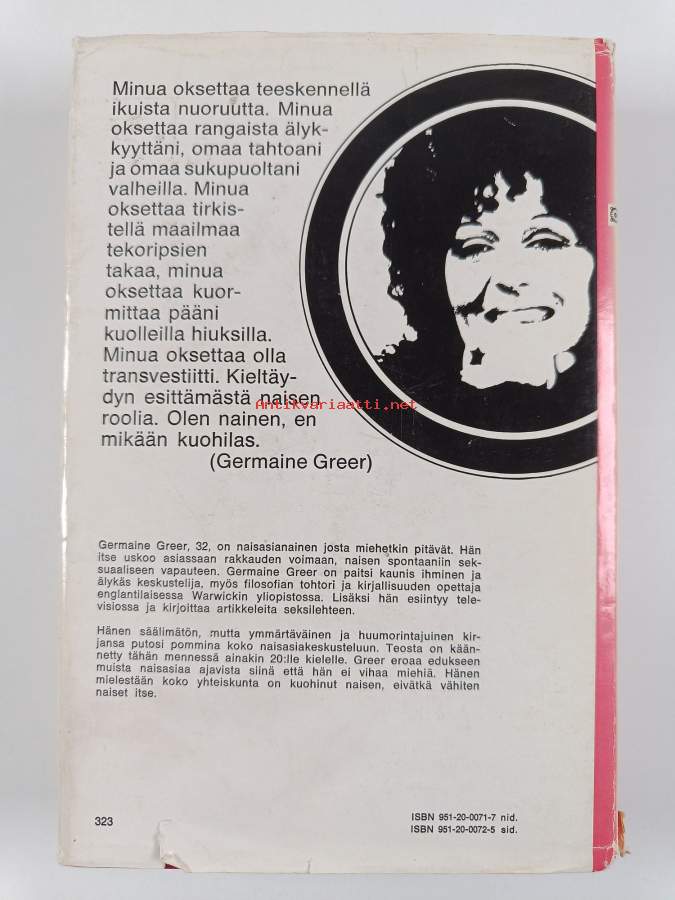 Minua oksettaa teeskennellä
ikuista nuoruutta. Minua
oksettaa rangaista älyk-
kyyttäni, omaa tahtoani
ja omaa sukupuoltani
valheilla. Minua
oksettaa tirkis-
tellä maailmaa
tekoripsien
takaa, minua
oksettaa kuor-
mittaa pääni
kuolleilla hiuksilla.
Minua oksettaa olla
transvestiitti. Kieltäy-
dyn esittämästä naisen
roolia. Olen nainen, en
mikään kuohilas.
(Germaine Greer)
Antikvariaatti.net
Germaine Greer, 32, on naisasianainen josta miehetkin pitävät. Hän
itse uskoo asiassaan rakkauden voimaan, naisen spontaaniin sek-
suaaliseen vapauteen. Germaine Greer on paitsi kaunis ihminen ja
älykäs keskustelija, myös filosofian tohtori ja kirjallisuuden opettaja
englantilaisessa Warwickin yliopistossa. Lisäksi hän esiintyy tele-
visiossa ja kirjoittaa artikkeleita seksilehteen.
Hänen säälimätön, mutta ymmärtäväinen ja huumorintajuinen kir-
jansa putosi pommina koko naisasiakeskusteluun. Teosta on kään-
netty tähän mennessä ainakin 20:lle kielelle. Greer eroaa edukseen
muista naisasiaa ajavista siinä että hän ei vihaa miehiä. Hänen
mielestään koko yhteiskunta on kuohinut naisen, eivätkä vähiten
naiset itse.
323
ISBN 951-20-0071-7 nid.
ISBN 951-20-0072-5 sid.